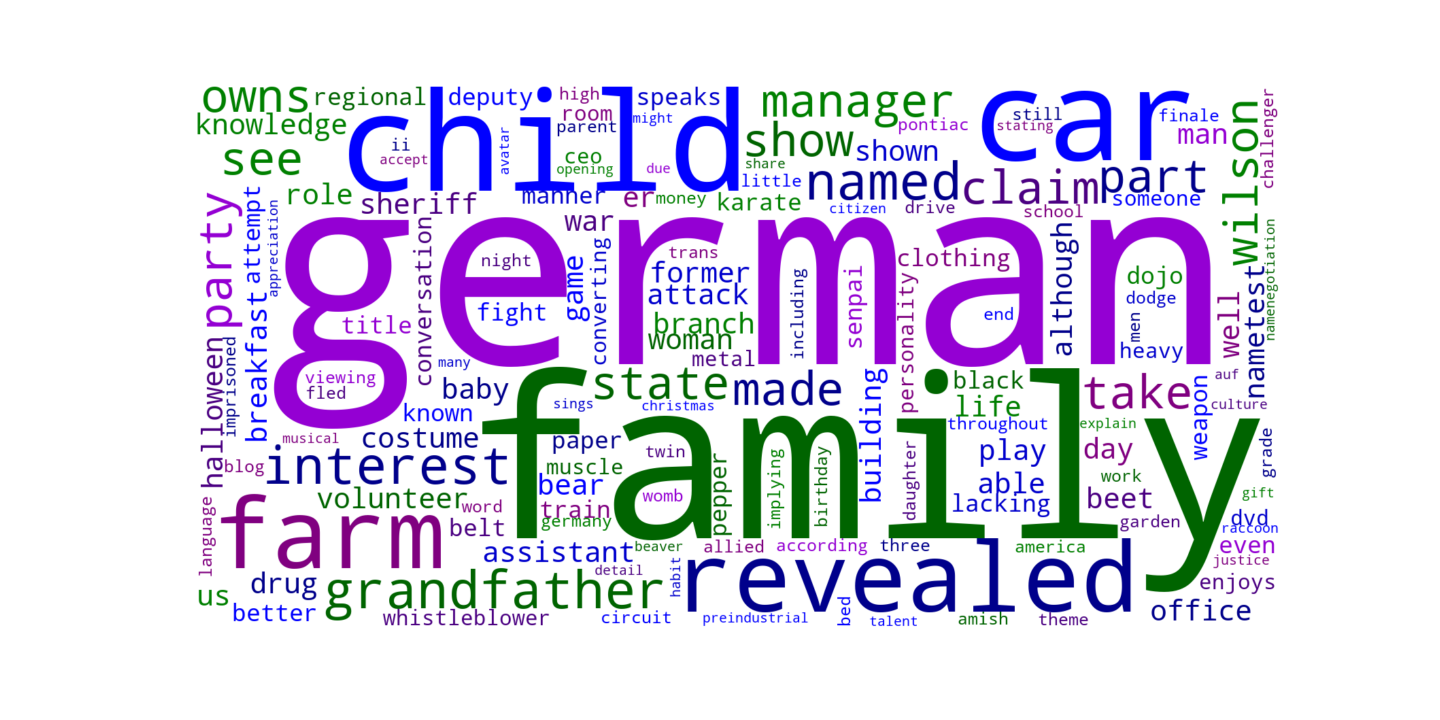 owns
regional
child
deputy
high
room
parent
might
speaks
manager
car
still
stating
finale
man
challenger
knowledge
ii
accept
avatar
ceo
opening
due
show
pontiac
shown
see
share
little
named
claim
part
someone
wilson
role
sheriff
manner
er
money
karate
citizen
drive
school
party
attempt
appreciation
german
war
conversation
night
fight
game
converting
trans
former
attack
branch
woman
metal
including
senpai
clothing
personality
end
although
dojo
dodge
men
heavy
well
nametest
namenegotiation
title
breakfast
halloween
imprisoned
viewing
fled
many
baby
known
costume
sings
state
christmas
made
building
black
life
throughout
explain
take
weapon
auf
culture
family
musical
blog
interest
paper
twin
muscle
bear
womb
pepper
implying
birthday
daughter
play
able
lacking
day
work
beet
garden
grade
gift
dvd
raccoon
volunteer
word
train
germany
belt
language
farm
assistant
beaver
allied
according
three
america
even
justice
enjoys
us
drug
grandfather
detail
habit
revealed
office
better
whistleblower
circuit
preindustrial
bed
talent
amish
theme